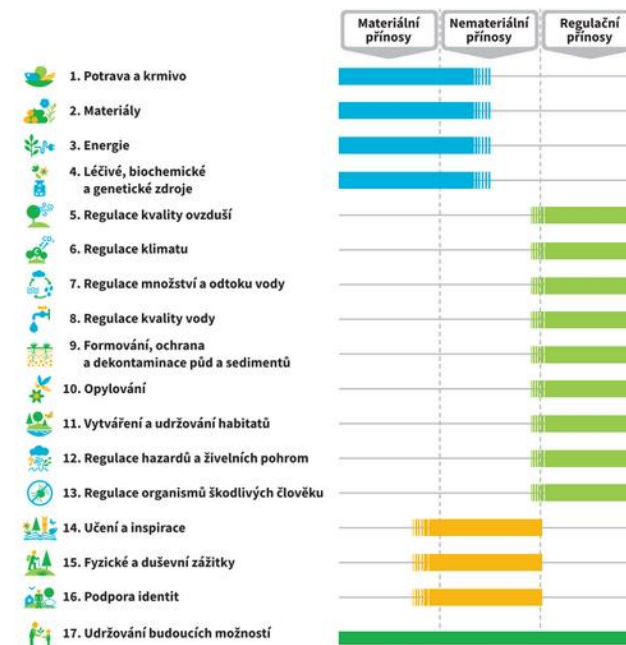 Materiální
přínosy
Nemateriální
přínosy
Regulační
přínosy
1. Potrava a krmivo
2. Materiály
3. Energie
4. Léčivé, biochemické
a genetické zdroje
5. Regulace kvality ovzduší
6. Regulace klimatu
7. Regulace množství a odtoku vody
8. Regulace kvality vody
9. Formování, ochrana
a dekontaminace půd a sedimentů
10. Opylování
11. Vytváření a udržování habitatů
12. Regulace hazardů a živelních pohrom
13. Regulace organismů škodlivých člověku
14. Učení a inspirace
15. Fyzické a duševní zážitky
16. Podpora identit
17. Udržování budoucích možností